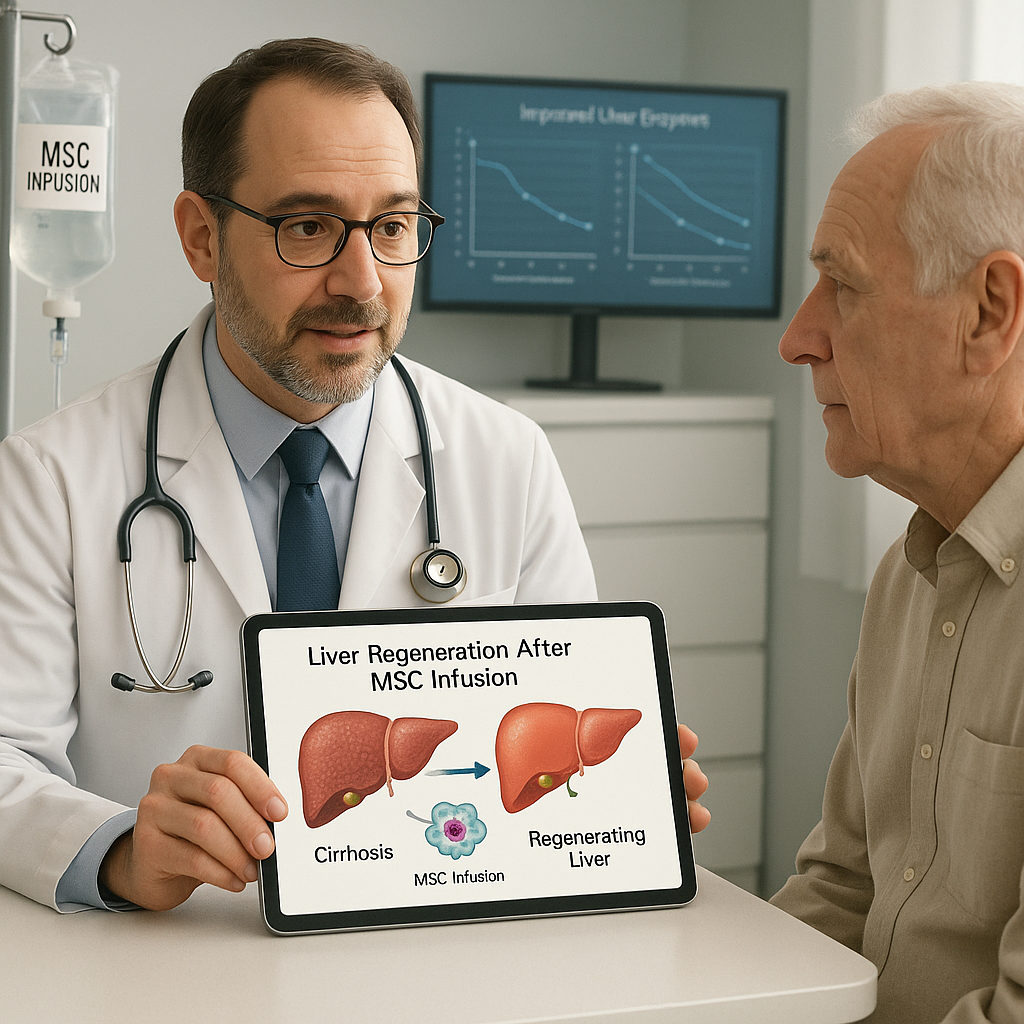 MSC
INPUSION
Liver Regeneration After
MSC Infusion
Cirrhosis
MSC Infusion
Regenerating
Liver